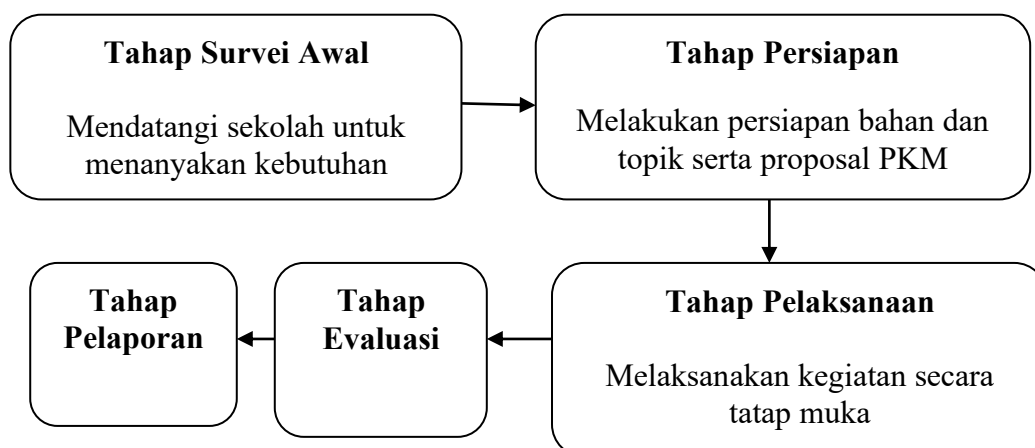 Tahap Survei Awal
Mendatangi sekolah untuk
menanyakan kebutuhan
Tahap Persiapan
Melakukan persiapan bahan dan
topik serta proposal PKM
Tahap Pelaksanaan
Melaksanakan kegiatan secara
tatap muka
Tahap
Evaluasi
Tahap
Pelaporan